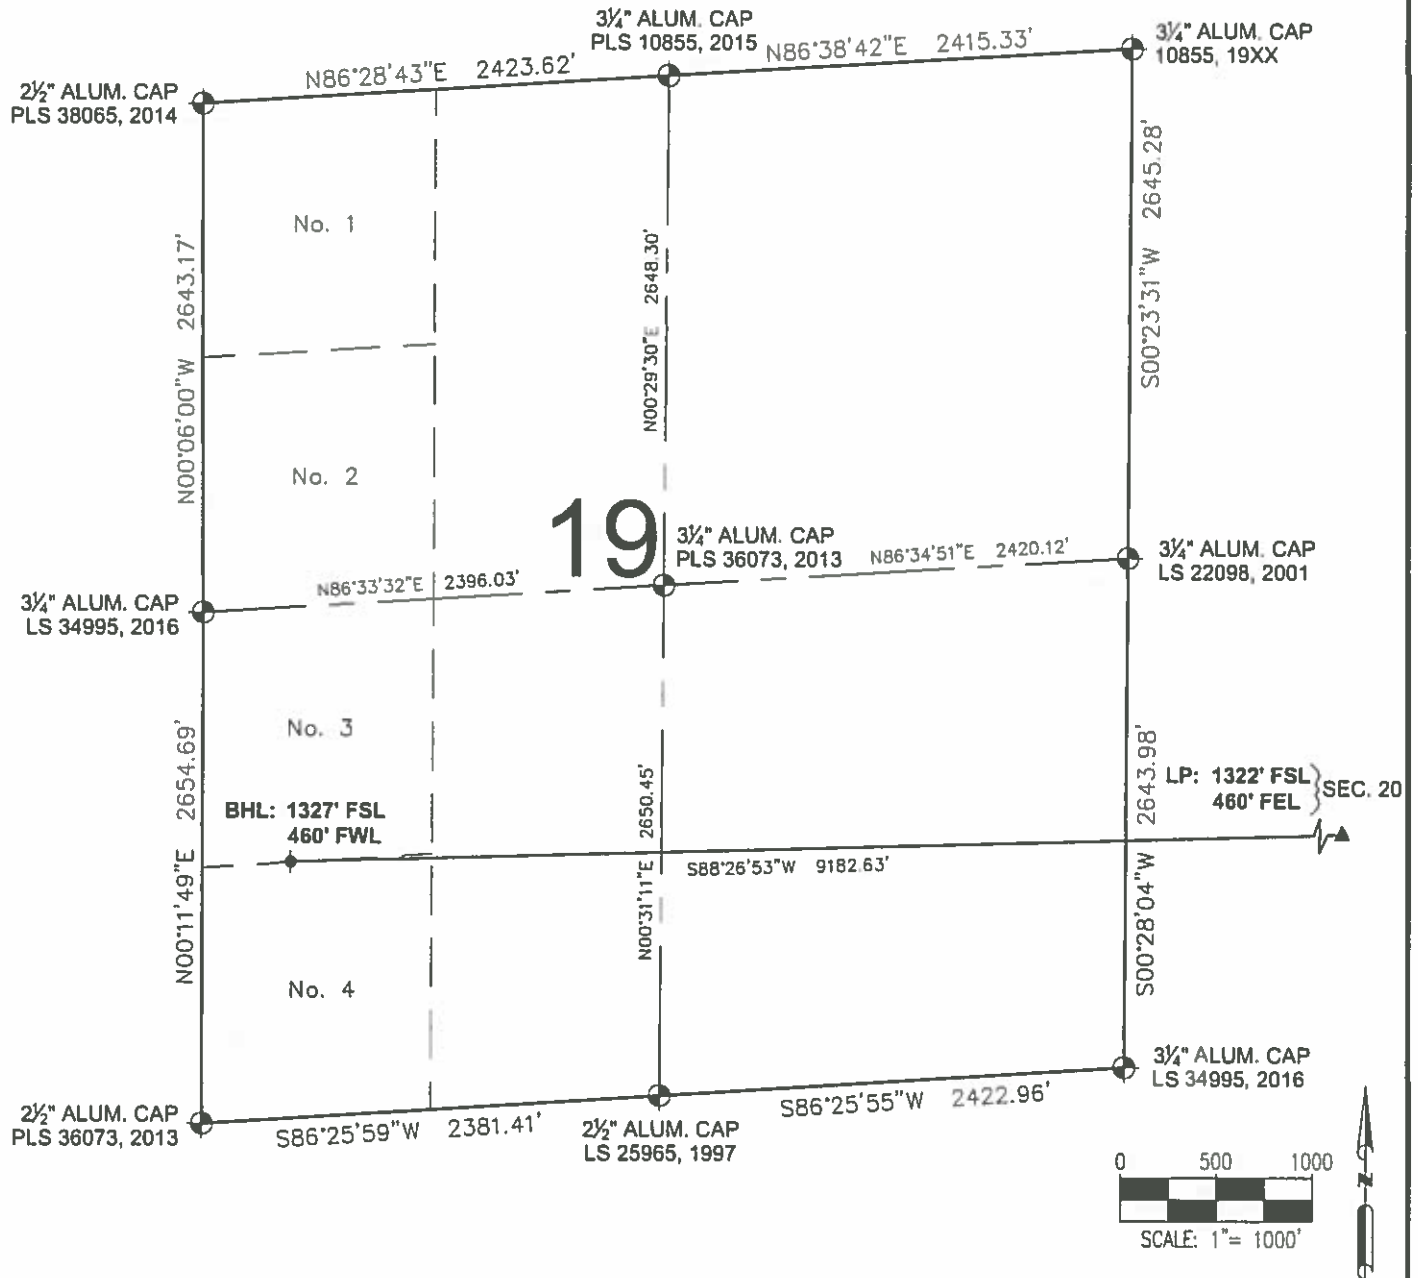 3¼" ALUM. CAP
PLS 10855, 2015
N86°38'42"E 2415.33'
3¼" ALUM. CAP
10855, 19XX
N86°28'43"E 2423.62'
2½" ALUM. CAP
PLS 38065, 2014
No. 1
N00°06'00"W 2643.17'
N00°29'30"E 2648.30'
S00°23'31"W 2645.28'
No. 2
19
3¼" ALUM. CAP
PLS 36073, 2013
N86°34'51"E 2420.12'
3¼" ALUM. CAP
LS 22098, 2001
N86°33'32"E 2396.03'
3¼" ALUM. CAP
LS 34995, 2016
No. 3
N00°11'49"E 2654.69'
N00°31'11"E 2650.45'
S00°28'04"W 2643.98'
BHL: 1327' FSL
460' FWL
LP: 1322' FSL
460' FEL
SEC. 20
S88°26'53"W 9182.63'
No. 4
3¼" ALUM. CAP
LS 34995, 2016
2½" ALUM. CAP
PLS 36073, 2013
S86°25'59"W 2381.41'
2½" ALUM. CAP
LS 25965, 1997
S86°25'55"W 2422.96'
0 500 1000
SCALE: 1"= 1000'
N